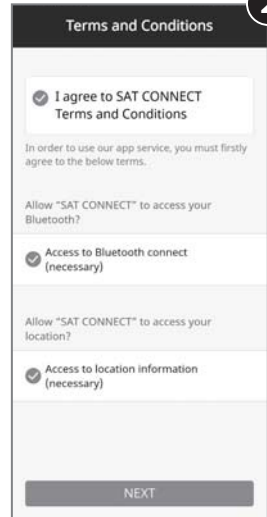 Terms and Conditions
I agree to SAT CONNECT
Terms and Conditions
In order to use our app service, you must firstly
agree to the below terms.
Allow "SAT CONNECT" to access your
Bluetooth?
Access to Bluetooth connect
(necessary)
Allow "SAT CONNECT" to access your
location?
Access to location information
(necessary)
NEXT